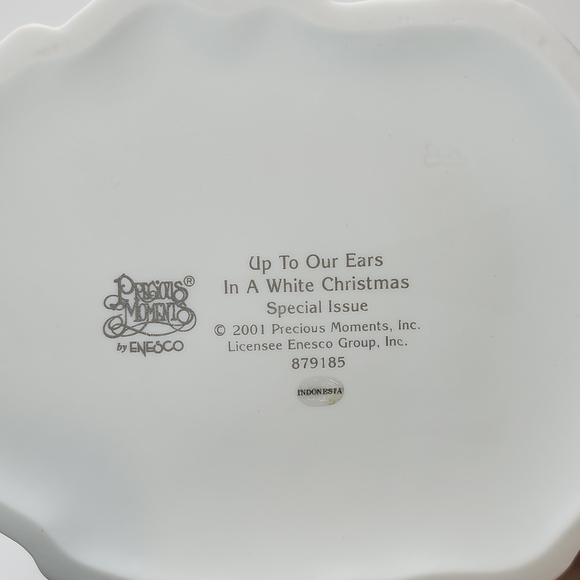 Up To Our Ears
In A White Christmas
Special Issue
© 2001 Precious Moments, Inc.
Licensee Enesco Group, Inc.
879185
INDONESIA
PRECIOUS
MOMENTS®
by ENESCO